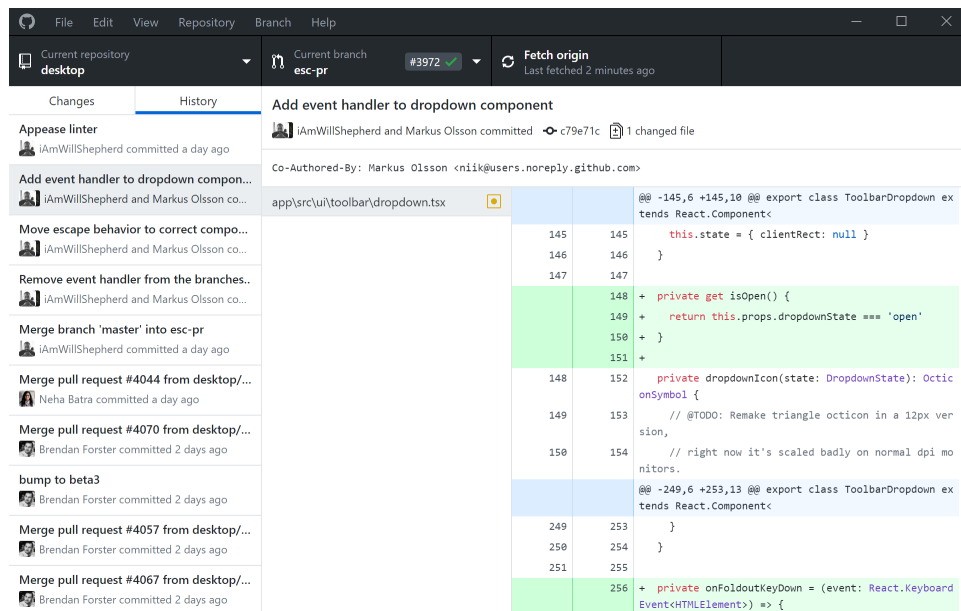 File Edit View Repository Branch Help
Current repository
desktop
Current branch
esc-pr
#3972
Fetch origin
Last fetched 2 minutes ago
Changes
History
Appease linter
iAmWillShepherd committed a day ago
Add event handler to dropdown compon...
iAmWillShepherd and Markus Olsson co...
Move escape behavior to correct compo...
iAmWillShepherd and Markus Olsson co...
Remove event handler from the branches..
iAmWillShepherd and Markus Olsson co...
Merge branch 'master' into esc-pr
iAmWillShepherd committed a day ago
Merge pull request #4044 from desktop/...
Neha Batra committed a day ago
Merge pull request #4070 from desktop/...
Brendan Forster committed 2 days ago
bump to beta3
Brendan Forster committed 2 days ago
Merge pull request #4057 from desktop/...
Brendan Forster committed 2 days ago
Merge pull request #4067 from desktop/...
Brendan Forster committed 2 days ago
Add event handler to dropdown component
iAmWillShepherd and Markus Olsson committed c79e71c 1 changed file
Co-Authored-By: Markus Olsson <niik@users.noreply.github.com>
app\src\ui\toolbar\dropdown.tsx
@@ -145,6 +145,10 @@ export class ToolbarDropdown ex
tends React.Component<
145 145 this.state = { clientRect: null }
146 146 }
147 147
148 + private get isOpen() {
149 + return this.props.dropdownState === 'open'
150 + }
151 +
148 152 private dropdownIcon(state: DropdownState): Octic
onSymbol {
149 153 // @TODO: Remake triangle octicon in a 12px ver
sion,
150 154 // right now it's scaled badly on normal dpi mo
nitors.
@@ -249,6 +253,13 @@ export class ToolbarDropdown ex
tends React.Component<
249 253 }
250 254 }
251 255
256 + private onFoldoutKeyDown = (event: React.Keyboard
Event<HTMLElement>) => {